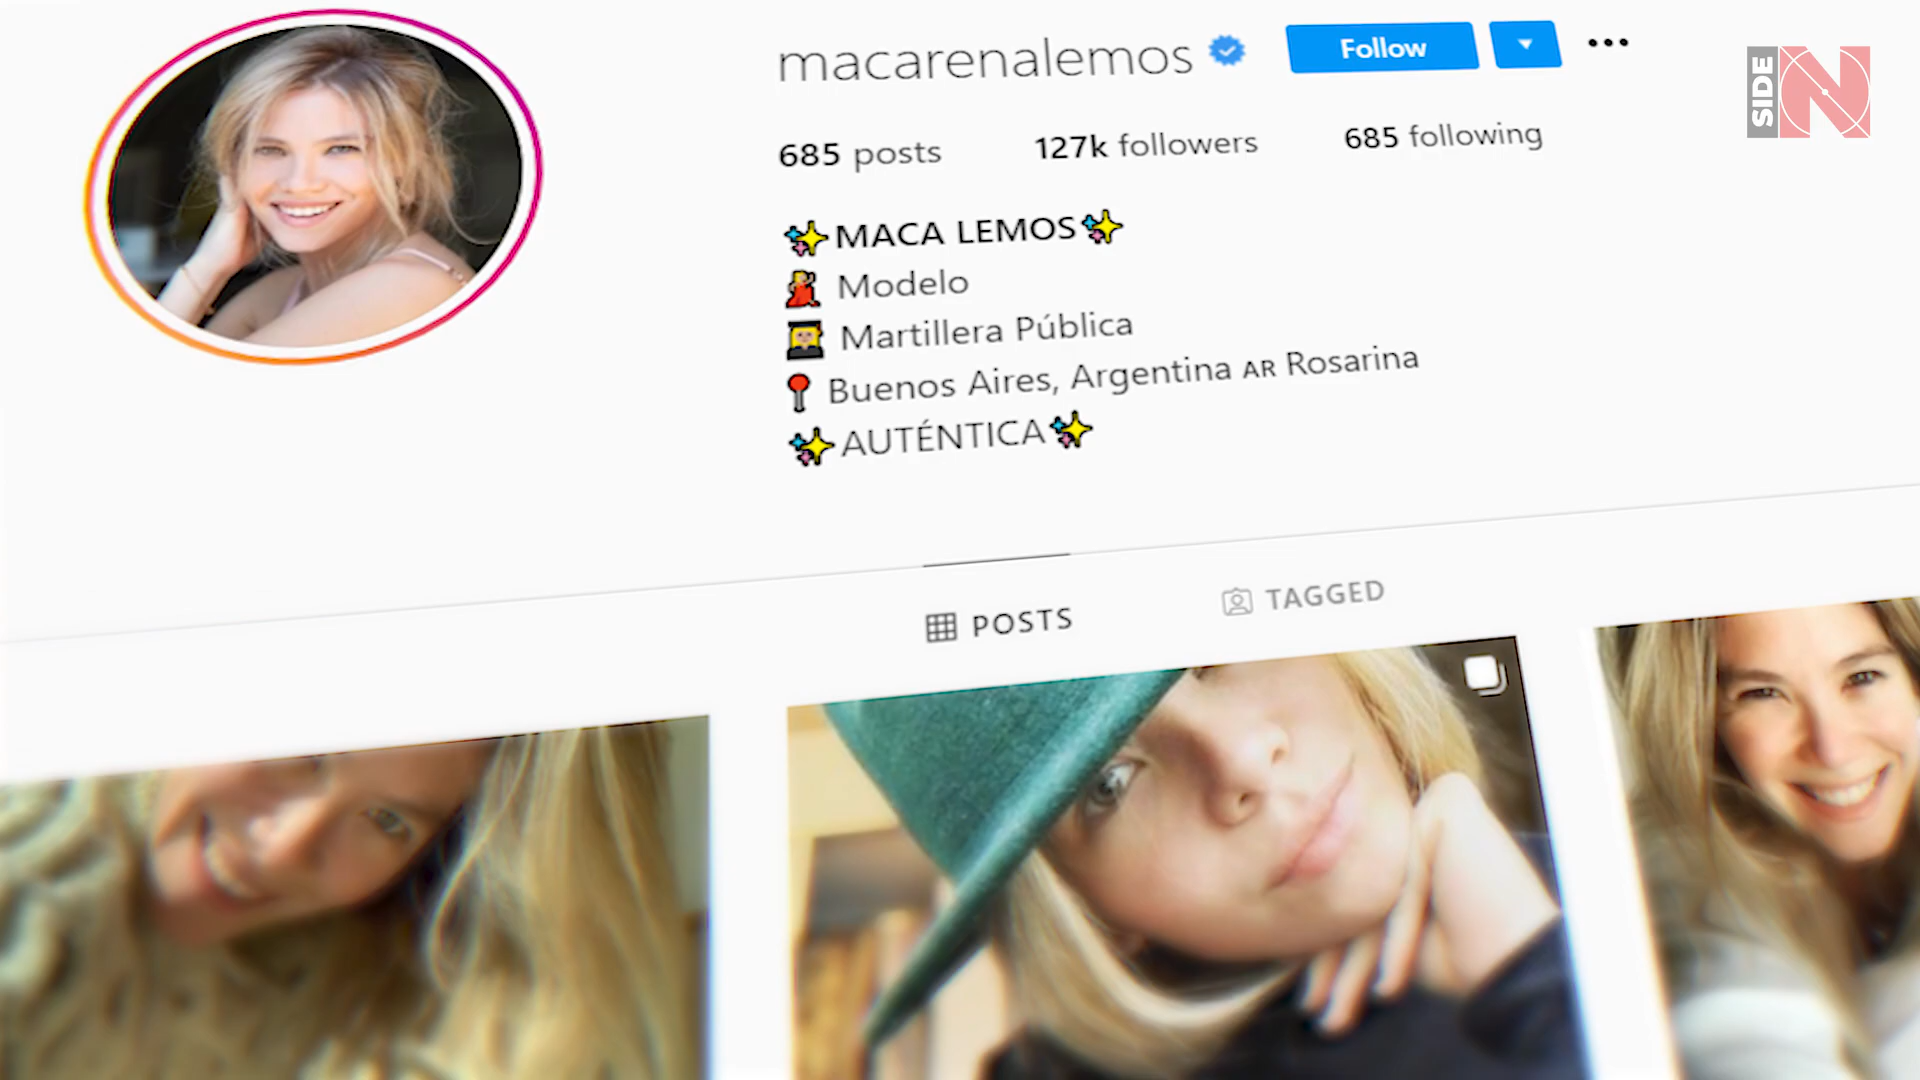 macarenalemos
Follow
685 posts 127k followers 685 following
✨MACA LEMOS✨
Modelo
Martillera Pública
Buenos Aires, Argentina AR Rosarina
✨AUTÉNTICA✨
POSTS TAGGED
SIDE N